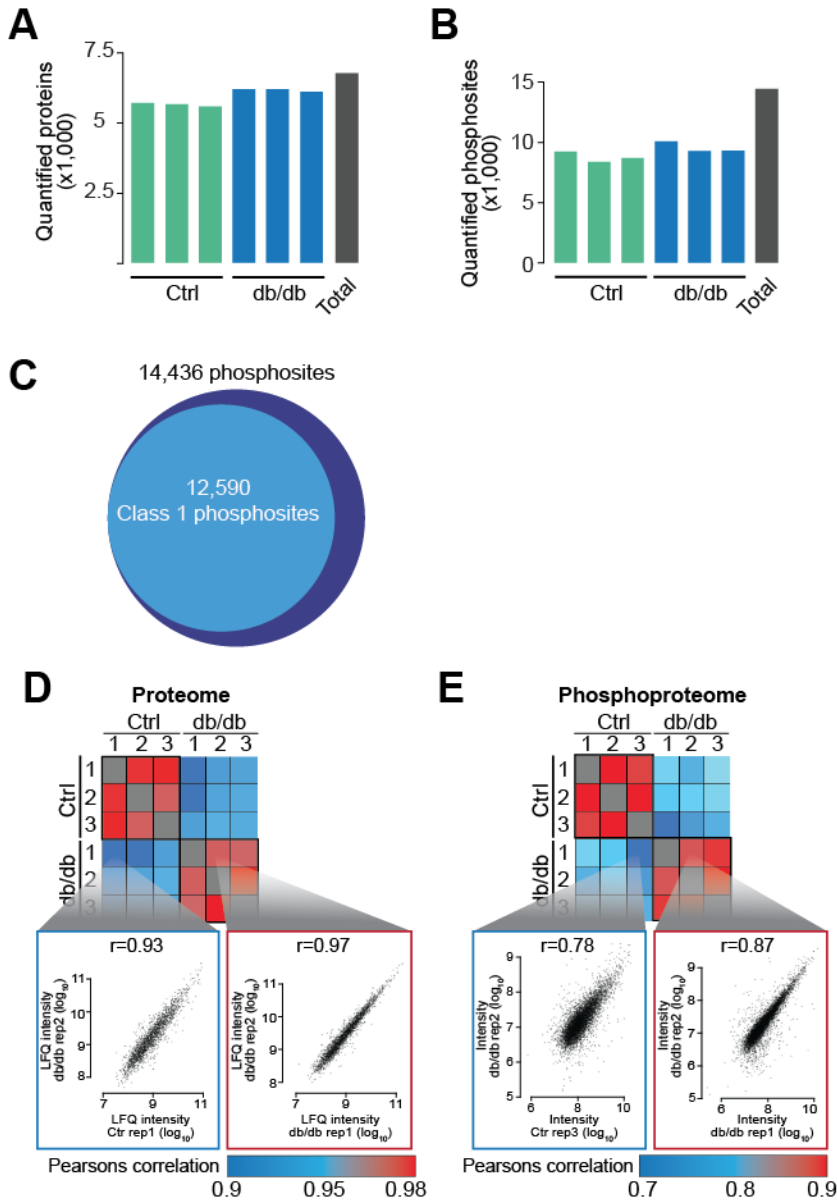 A
Quantified proteins
(x1,000)
7.5
5
2.5
Ctrl
db/db
Total
B
Quantified phosphosites
(x1,000)
15
10
5
0
Ctrl
db/db
Total
C
14,436 phosphosites
12,590
Class 1 phosphosites
D
Proteome
Ctrl
db/db
1 2 3 1 2 3
Ctrl
1
2
3
db/db
1
2
3
r=0.93
LFQ intensity
db/db rep2 (log10)
11
10
9
8
7 9 11
LFQ intensity
Ctr rep1 (log10)
r=0.97
LFQ intensity
db/db rep2 (log10)
11
10
9
8
7 9 11
LFQ intensity
db/db rep1 (log10)
Pearsons correlation
0.9 0.95 0.98
E
Phosphoproteome
Ctrl
db/db
1 2 3 1 2 3
Ctrl
1
2
3
db/db
1
2
3
r=0.78
Intensity
db/db rep2 (log10)
9
8
7
6
5
6 8 10
Intensity
Ctr rep3 (log10)
r=0.87
Intensity
db/db rep2 (log10)
9
8
7
6
5
6 8 10
Intensity
db/db rep1 (log10)
Pearsons correlation
0.7 0.8 0.9